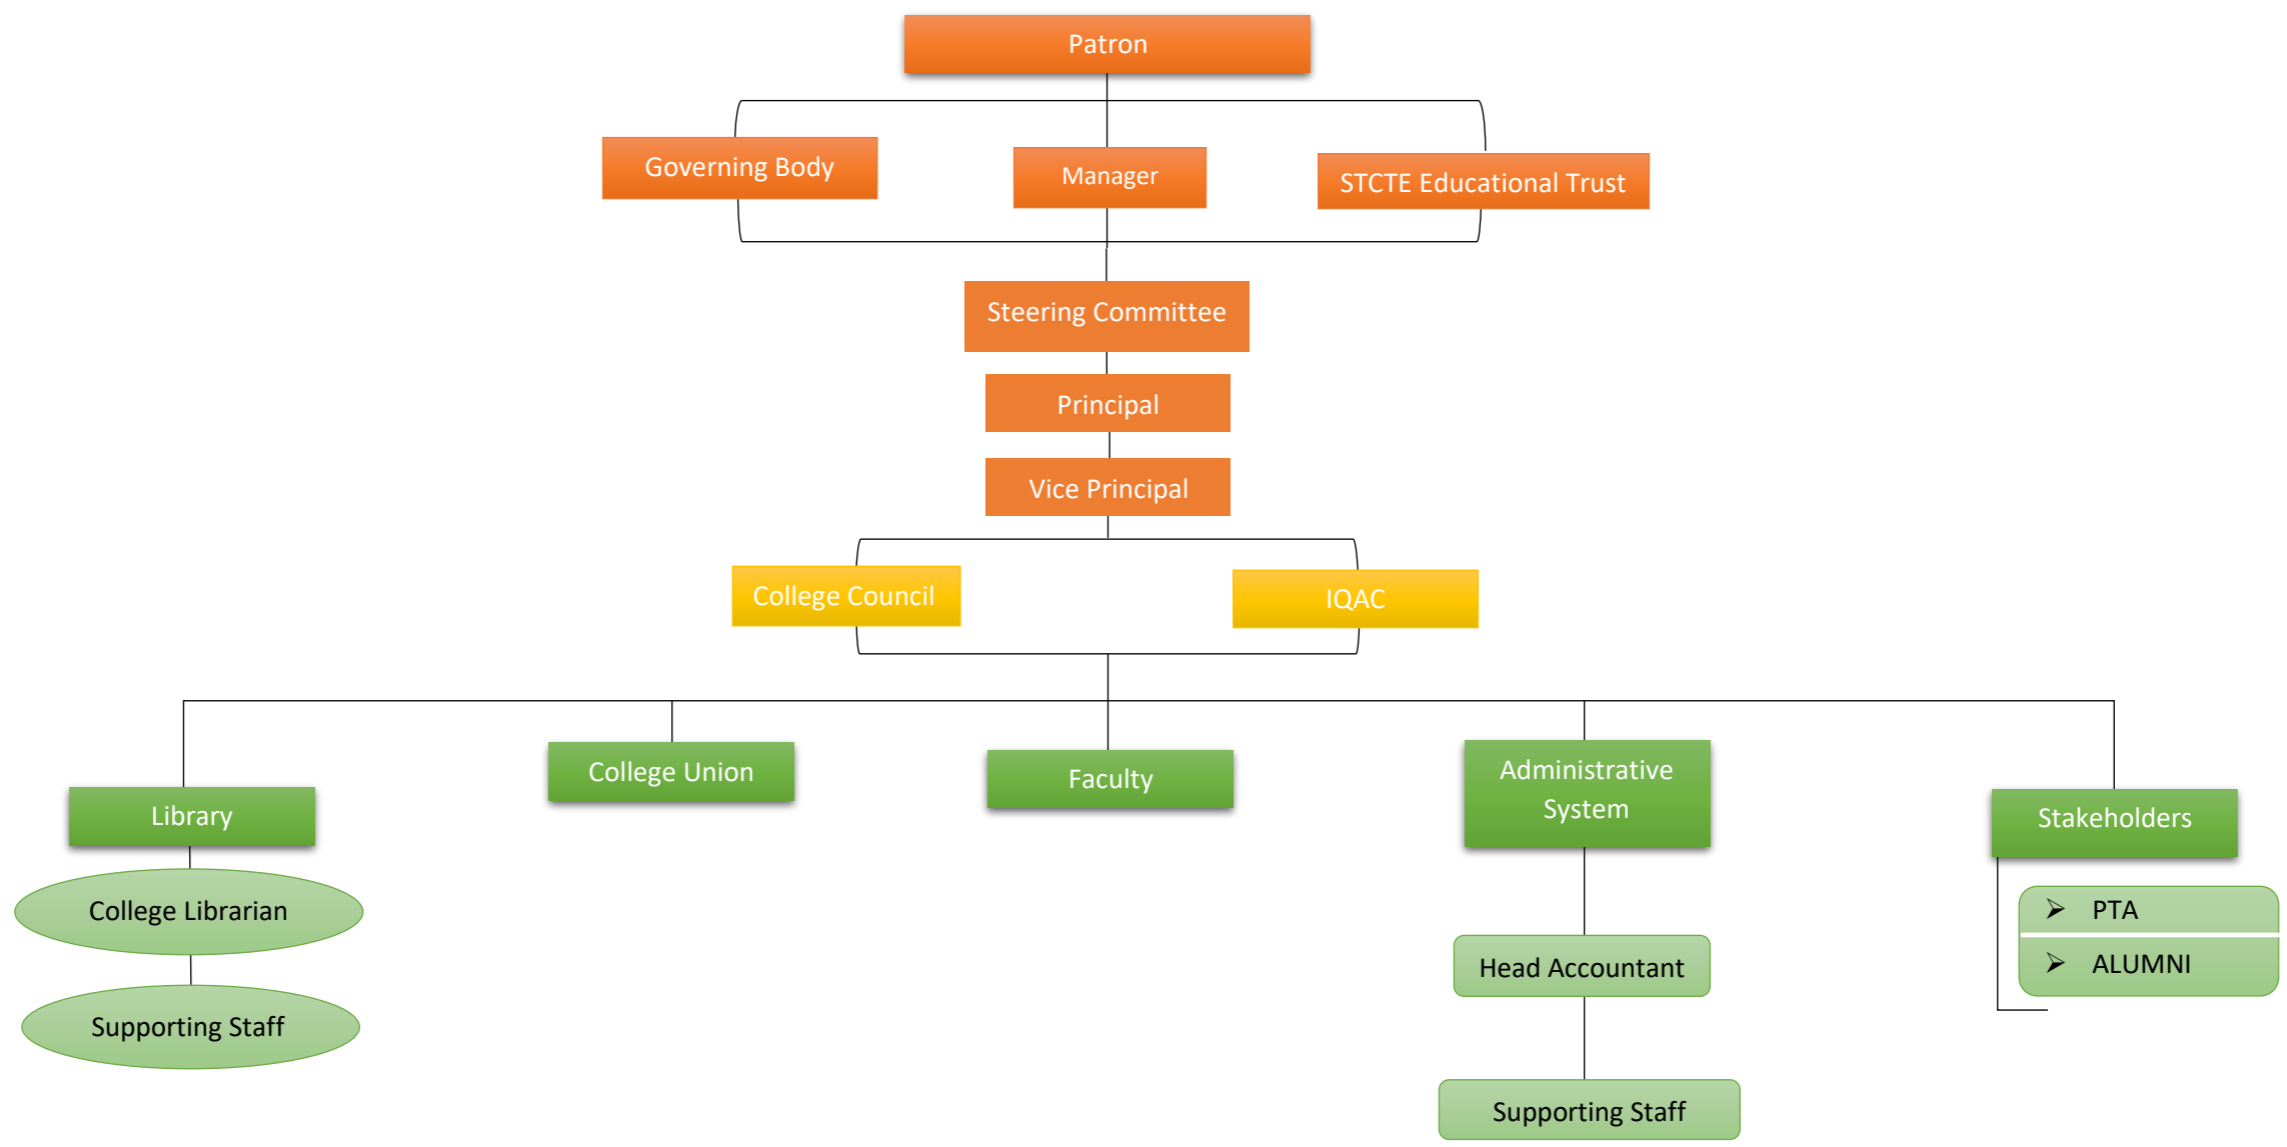 Patron
Governing Body
Manager
STCTE Educational Trust
Steering Committee
Principal
Vice Principal
College Council
IQAC
Library
College Union
Faculty
Administrative
System
Stakeholders
College Librarian
Supporting Staff
Head Accountant
Supporting Staff
➢ PTA
➢ ALUMNI